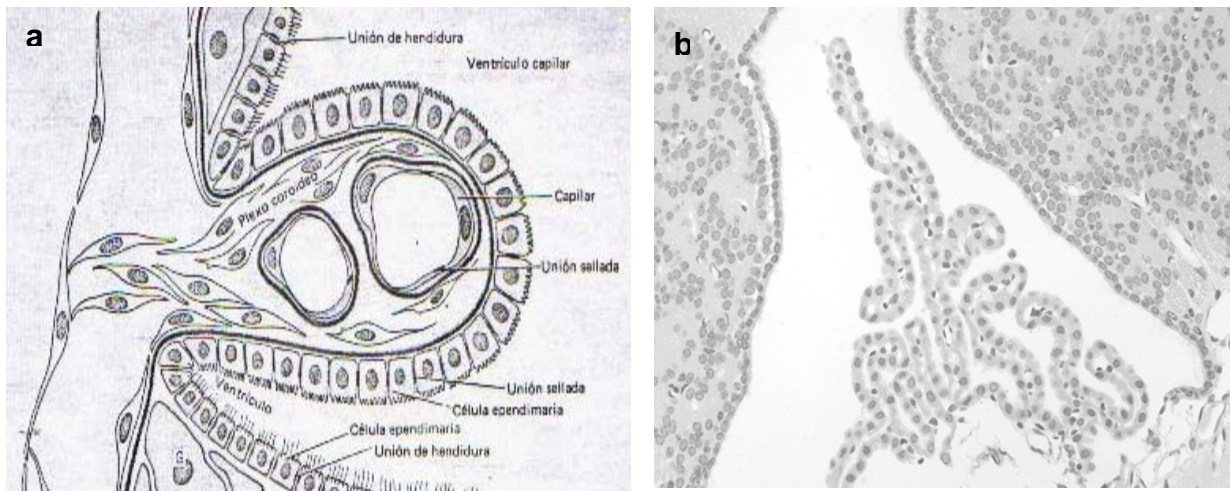 a
Unión de hendidura
Ventrículo capilar
Plexo coroideo
Capilar
Unión sellada
Unión sellada
Célula ependimaria
Ventrículo
Célula ependimaria
Unión de hendidura
G
b